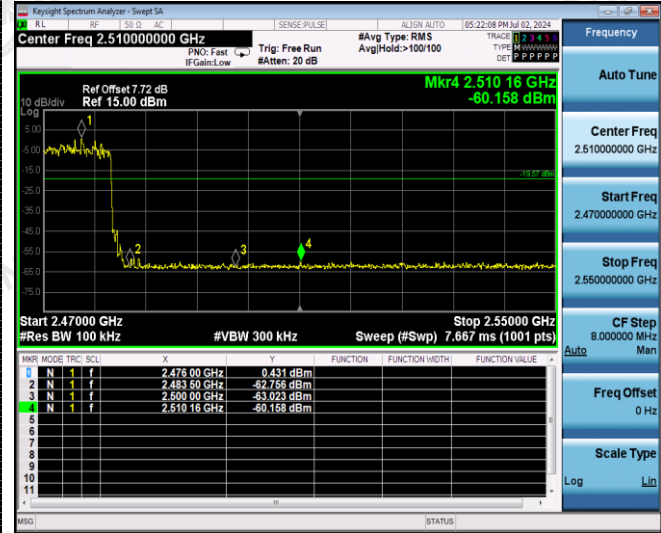 Keysight Spectrum Analyzer - Swept SA
RL RF 50 Ω AC SENSE:PULSE ALIGN AUTO 05:22:08 PM Jul 02, 2024
Center Freq 2.510000000 GHz #Avg Type: RMS TRACE 1 2 3 4 5 6
PNO: Fast Trig: Free Run Avg|Hold:>100/100 TYPE M W W W W W
IFGain:Low #Atten: 20 dB DET P P P P P P
Mkr4 2.510 16 GHz
-60.158 dBm
Ref Offset 7.72 dB
10 dB/div Ref 15.00 dBm
Log
5.00
-5.00
-15.0
-25.0
-35.0
-45.0
-55.0
-65.0
-75.0
1
2
3
4
-19.57 dBm
Start 2.47000 GHz Stop 2.55000 GHz
#Res BW 100 kHz #VBW 300 kHz Sweep (#Swp) 7.667 ms (1001 pts)
MKR MODE TRC SCL X Y FUNCTION FUNCTION WIDTH FUNCTION VALUE
1 N 1 f 2.476 00 GHz 0.431 dBm
2 N 1 f 2.483 50 GHz -62.756 dBm
3 N 1 f 2.500 00 GHz -63.023 dBm
4 N 1 f 2.510 16 GHz -60.158 dBm
5
6
7
8
9
10
11
MSG STATUS
Frequency
Auto Tune
Center Freq
2.510000000 GHz
Start Freq
2.470000000 GHz
Stop Freq
2.550000000 GHz
CF Step
8.000000 MHz
Auto Man
Freq Offset
0 Hz
Scale Type
Log Lin